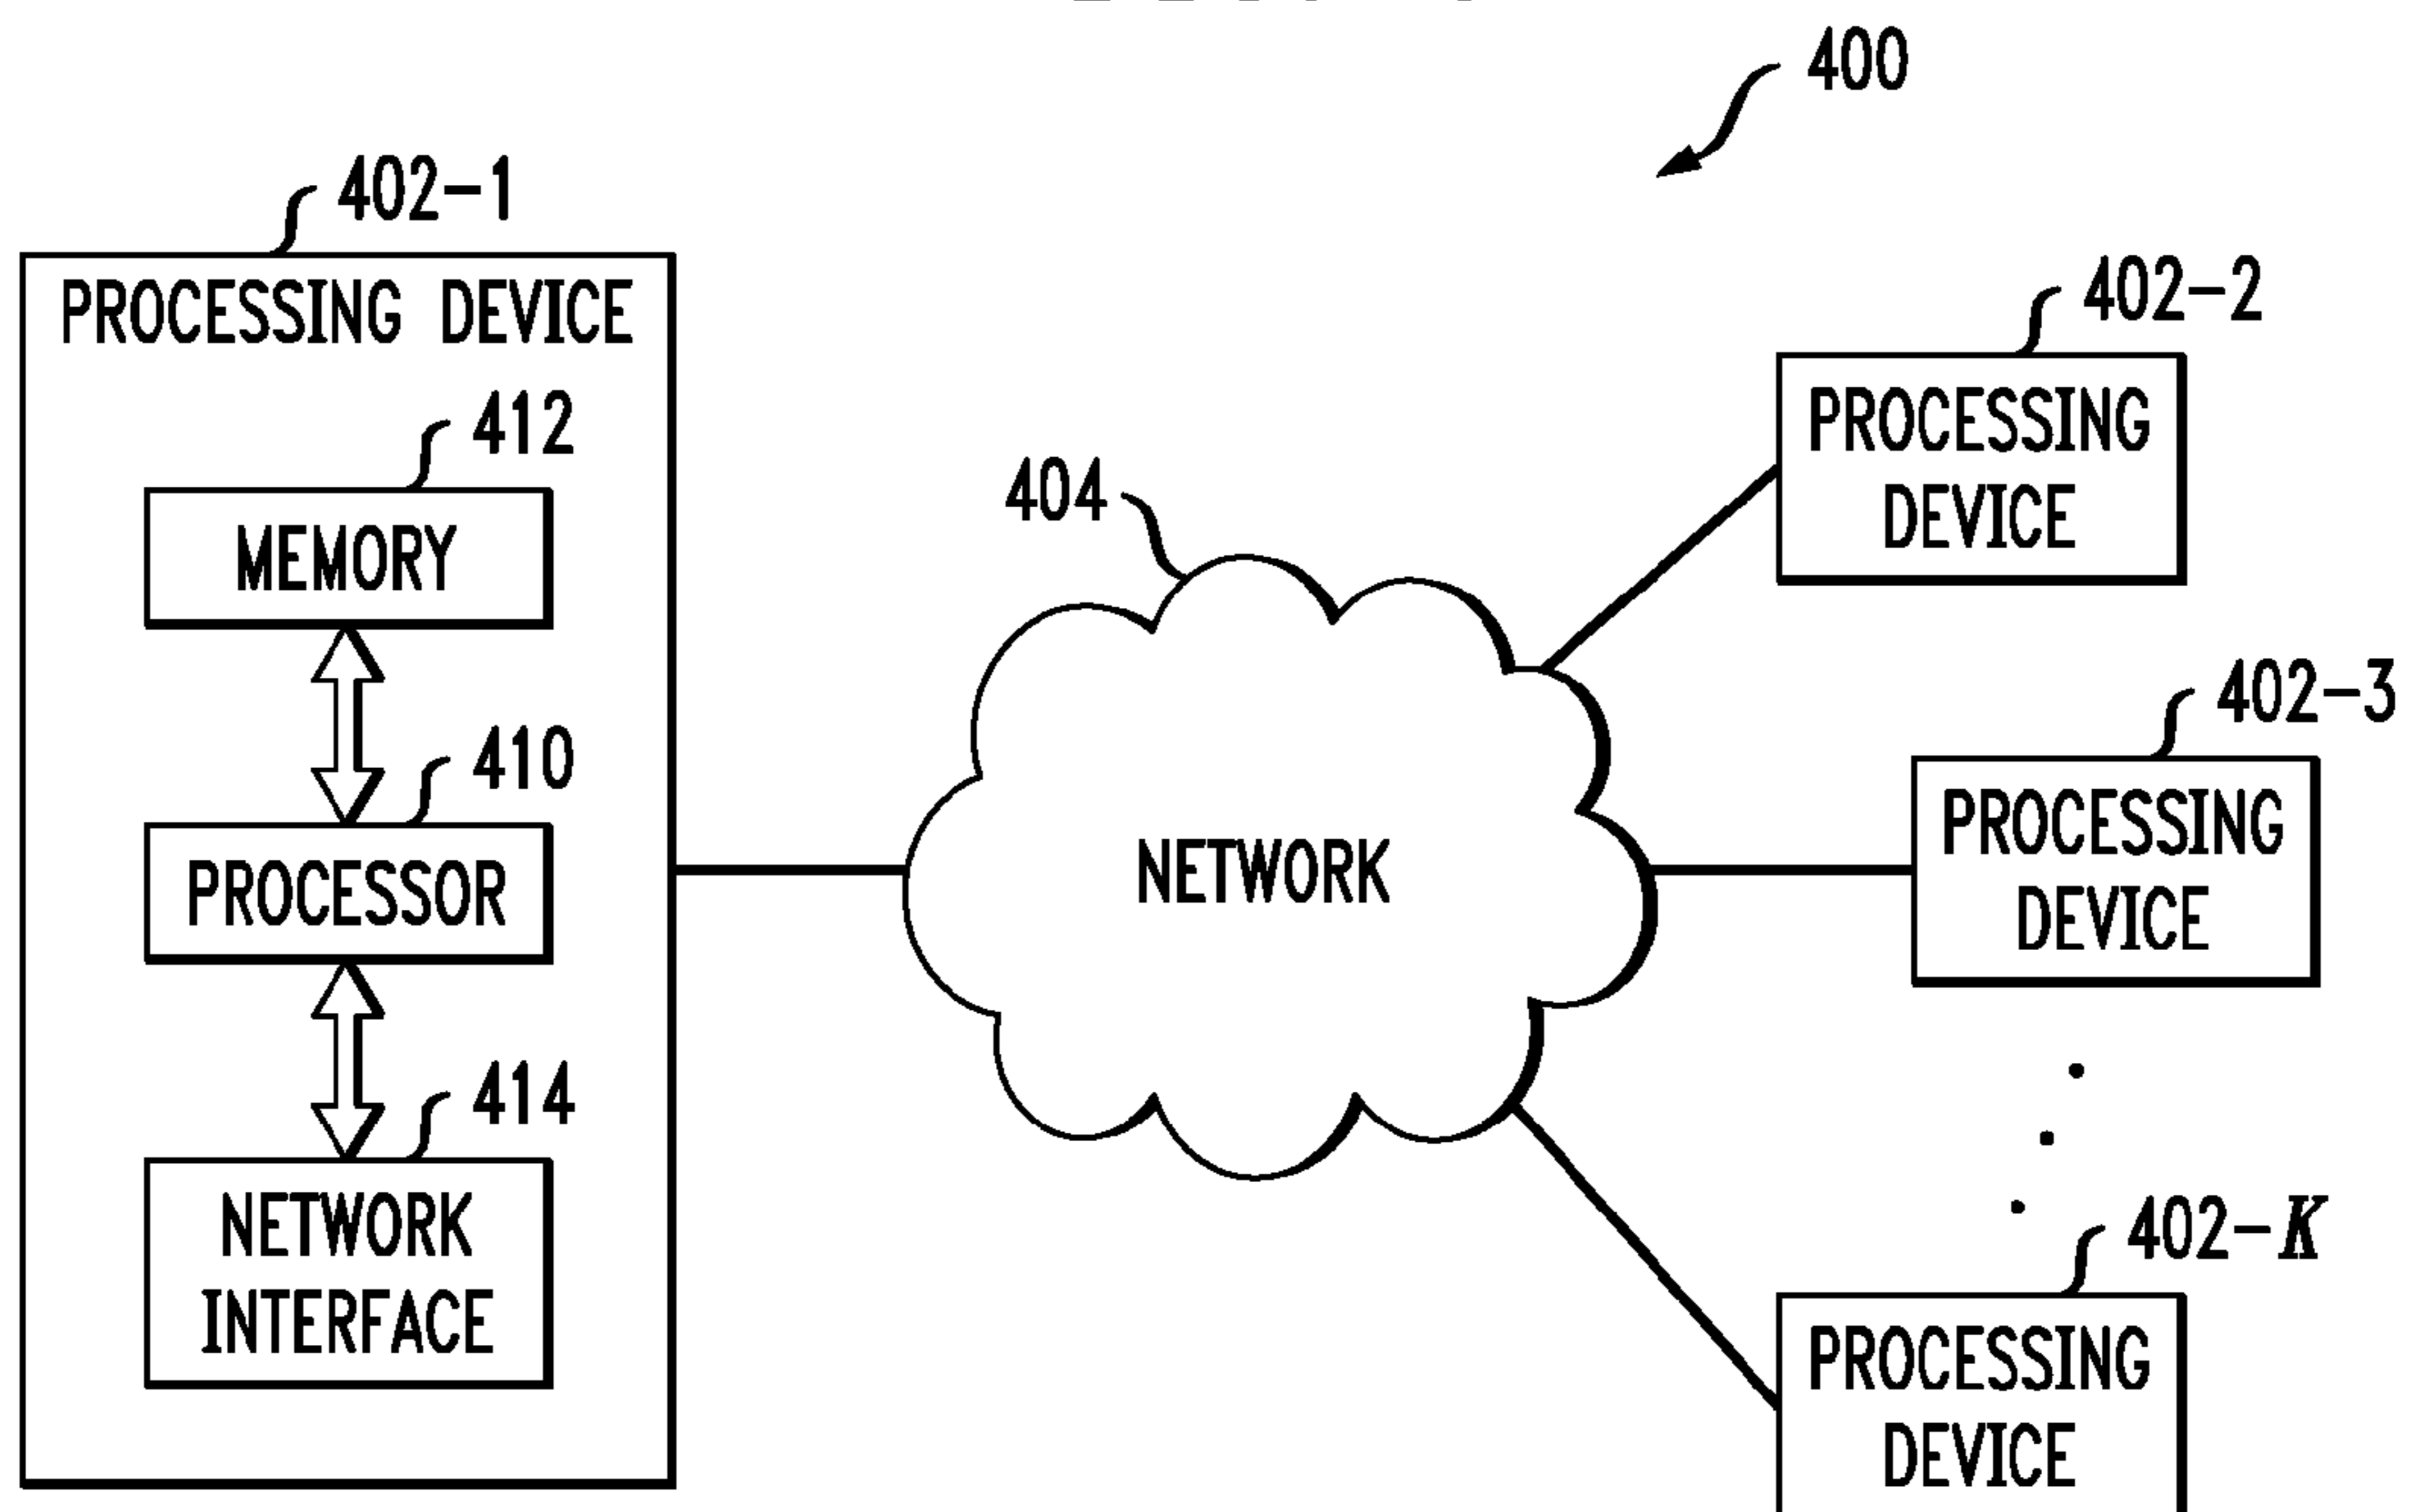 400
402-1
PROCESSING DEVICE
412
MEMORY
410
PROCESSOR
414
NETWORK
INTERFACE
404
NETWORK
402-2
PROCESSING
DEVICE
402-3
PROCESSING
DEVICE
402-K
PROCESSING
DEVICE